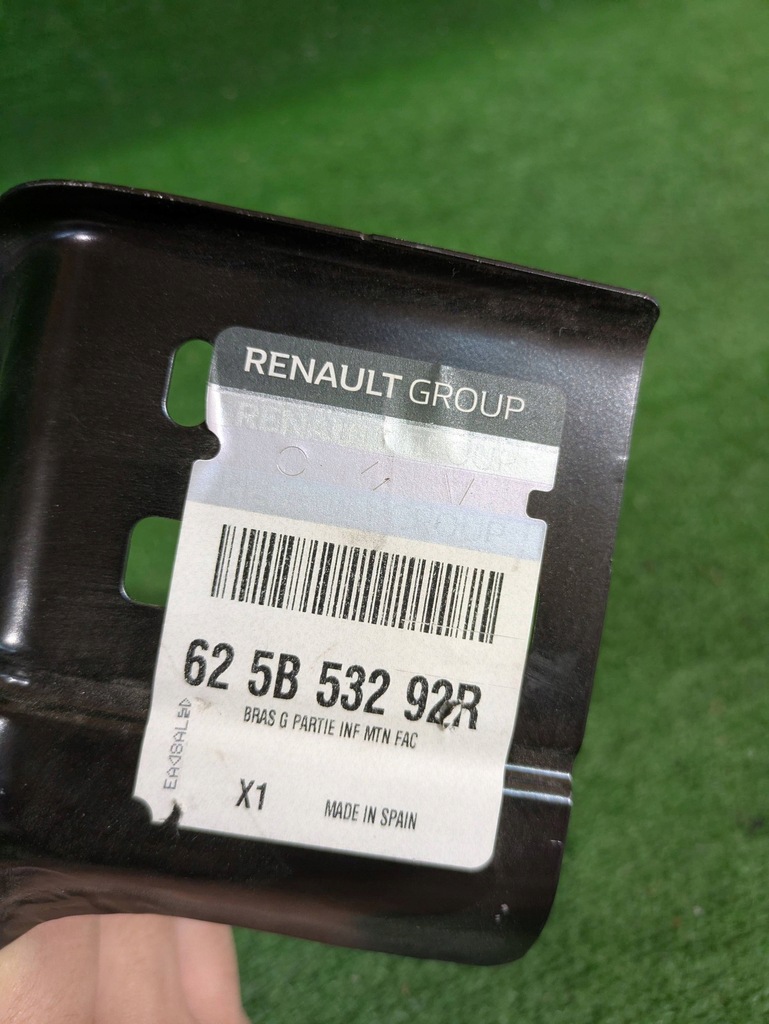 RENAULT GROUP
62 5B 532 92R
BRAS G PARTIE INF MTN FAC
X1
MADE IN SPAIN